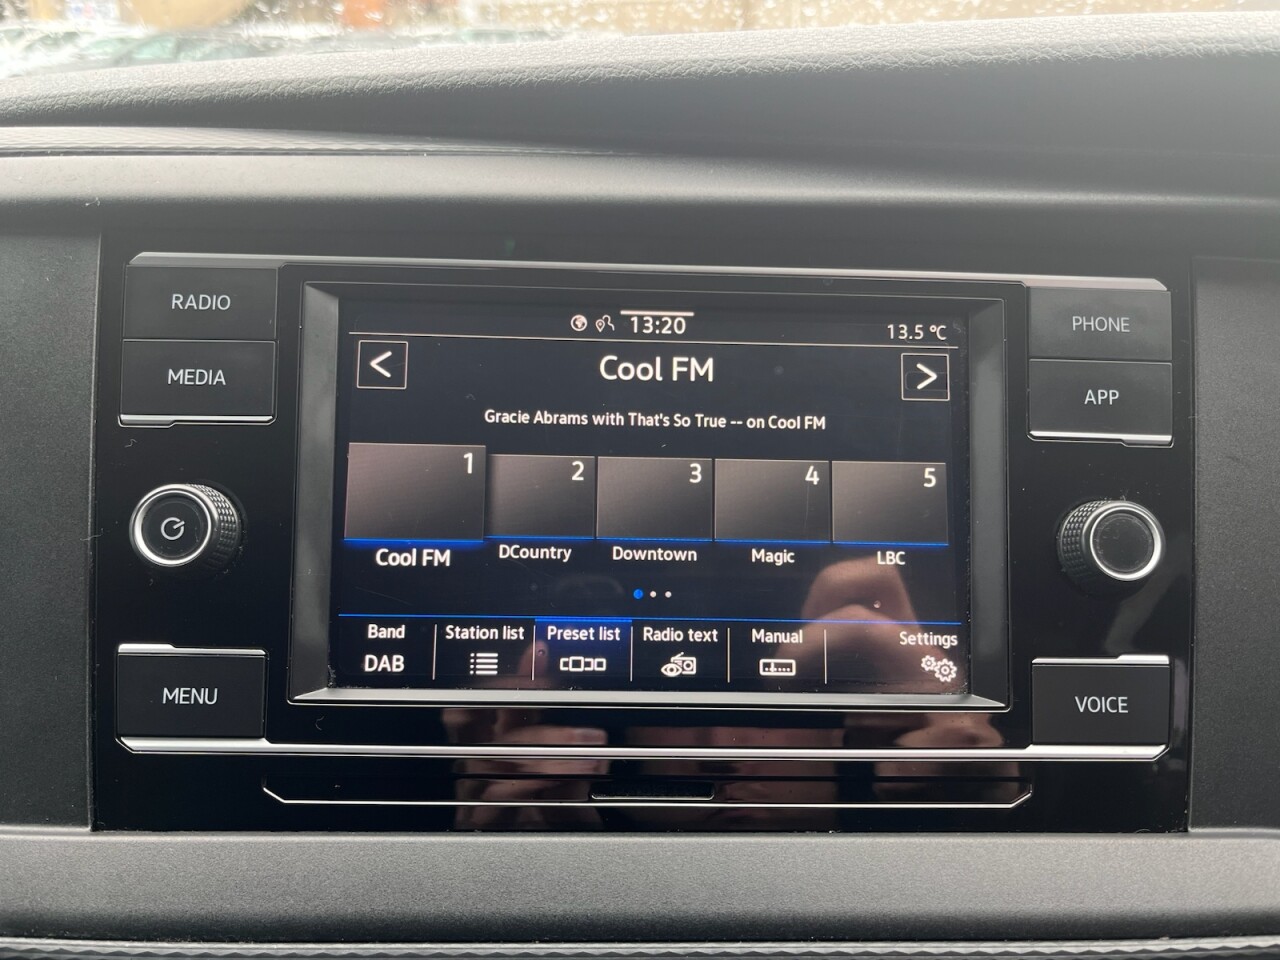 RADIO
MEDIA
MENU
13:20
13.5 °C
<
Cool FM
>
Gracie Abrams with That's So True -- on Cool FM
1 2 3 4 5
Cool FM DCountry Downtown Magic LBC
Band Station list Preset list Radio text Manual Settings
DAB
PHONE
APP
VOICE